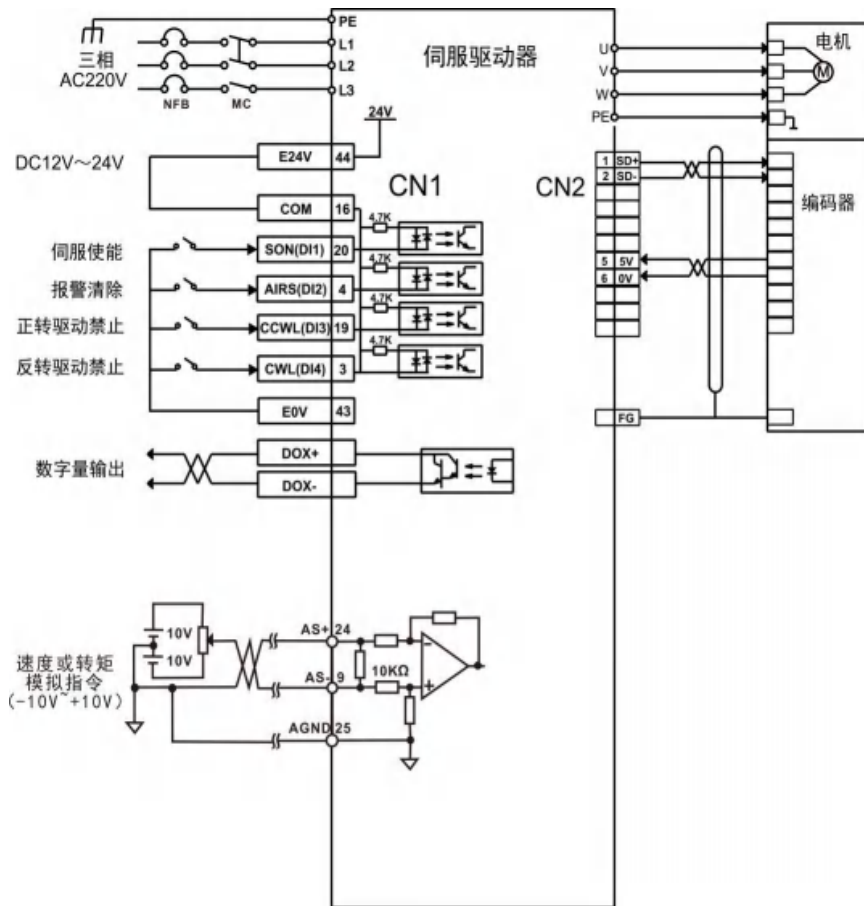 PE
L1
L2
L3
三相
AC220V
NFB MC
伺服驱动器
24V
U
V
W
PE
电机
M
DC12V～24V
E24V 44
CN1
COM 16
4.7K
伺服使能
SON(DI1) 20
4.7K
报警清除
AIRS(DI2) 4
4.7K
正转驱动禁止
CCWL(DI3) 19
4.7K
反转驱动禁止
CWL(DI4) 3
E0V 43
CN2
1 SD+
2 SD-
5 5V
6 0V
FG
编码器
数字量输出
DOX+
DOX-
10V
10V
速度或转矩
模拟指令
(-10V~+10V)
AS+ 24
AS- 9
10KΩ
AGND 25
-
+